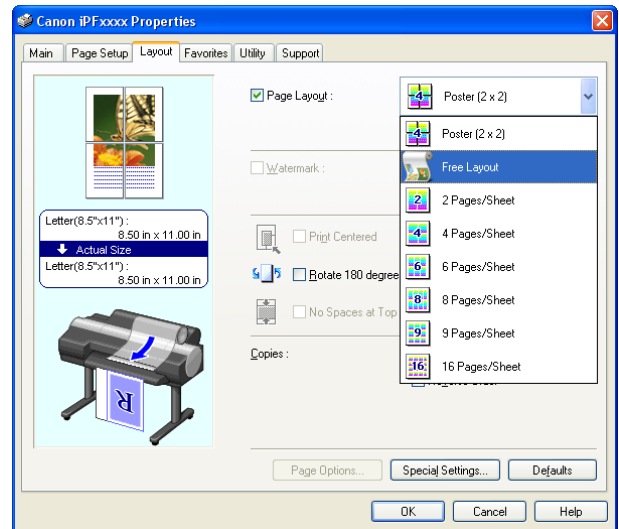 Canon iPFxxxx Properties
Main Page Setup Layout Favorites Utility Support
Page Layout : Poster (2 x 2)
Poster (2 x 2)
Free Layout
2 Pages/Sheet
4 Pages/Sheet
6 Pages/Sheet
8 Pages/Sheet
9 Pages/Sheet
16 Pages/Sheet
Watermark :
Letter(8.5"x11") :
8.50 in x 11.00 in
Actual Size
Letter(8.5"x11") :
8.50 in x 11.00 in
Print Centered
Rotate 180 degree
No Spaces at Top
Copies :
Page Options... Special Settings... Defaults
OK Cancel Help